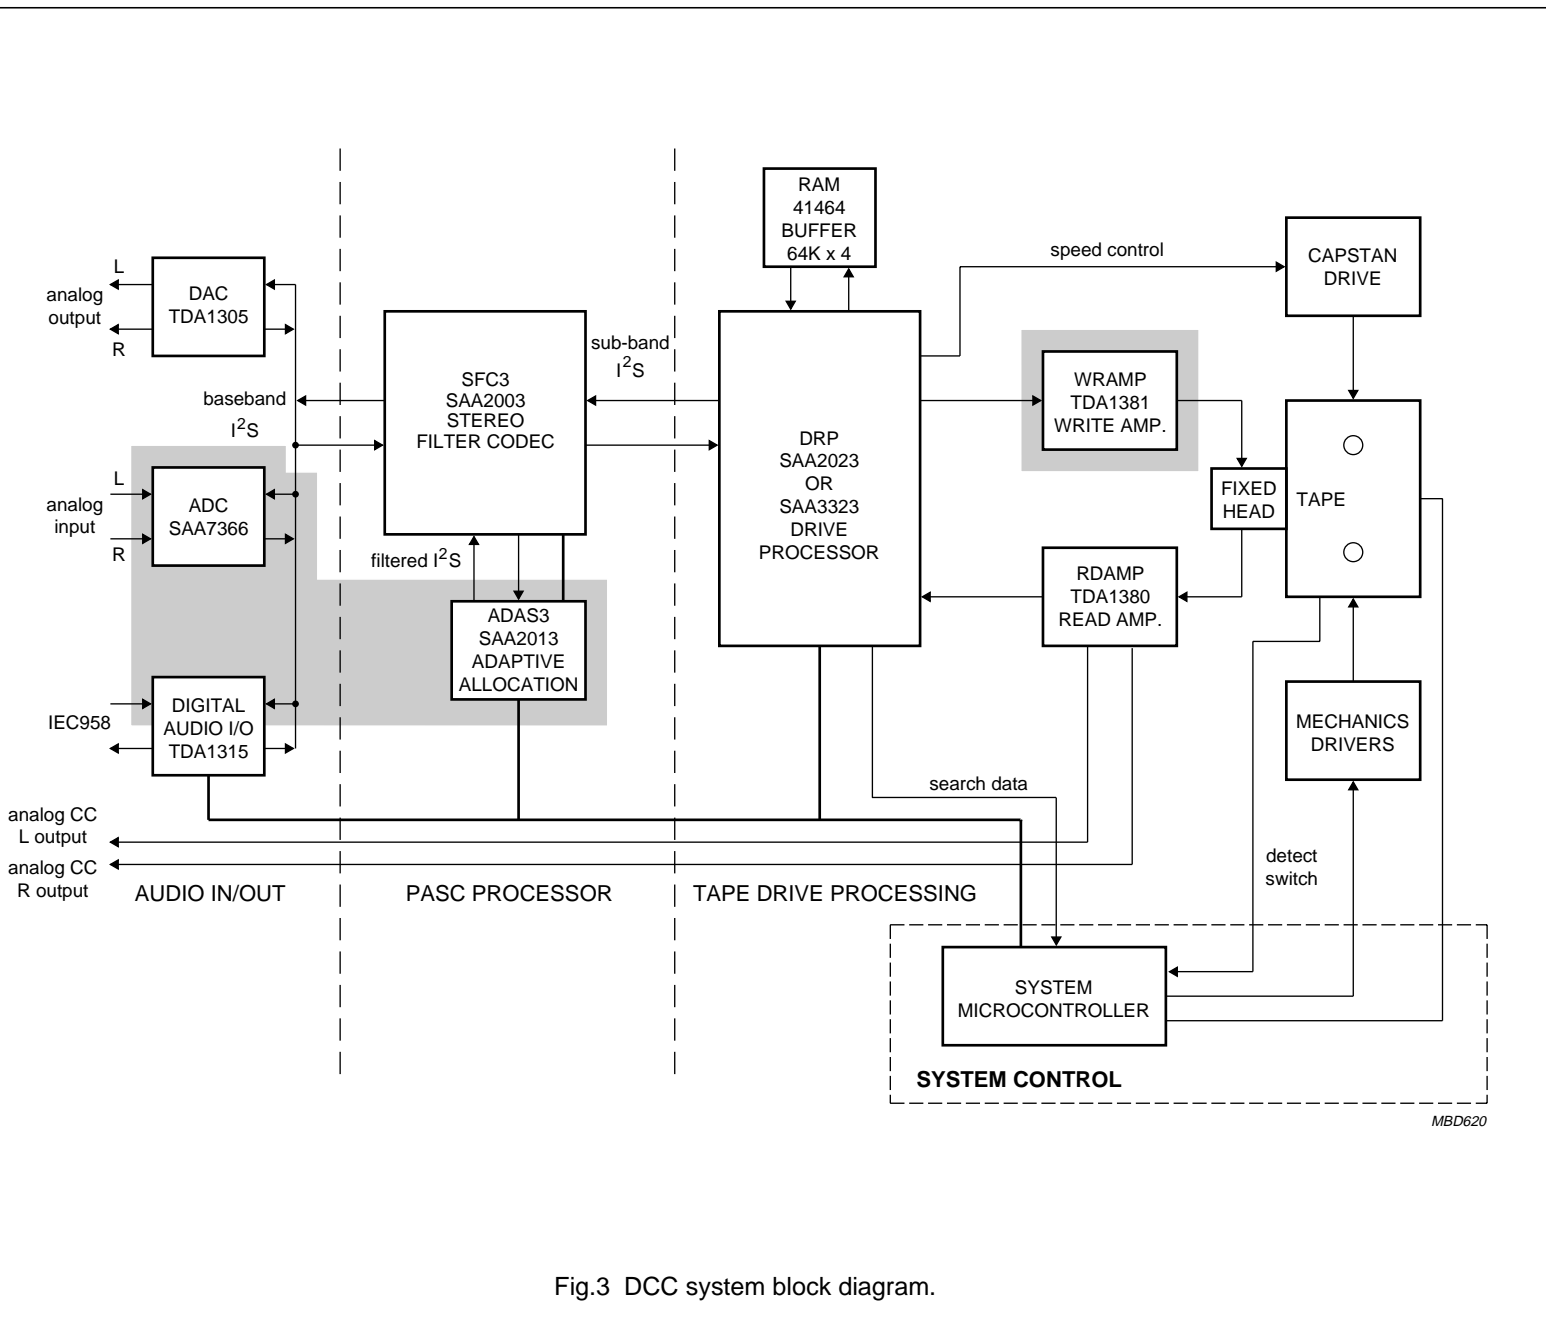 RAM
41464
BUFFER
64K x 4
speed control
CAPSTAN
DRIVE
L
analog
output
R
DAC
TDA1305
baseband
I2S
SFC3
SAA2003
STEREO
FILTER CODEC
sub-band
I2S
DRP
SAA2023
OR
SAA3323
DRIVE
PROCESSOR
WRAMP
TDA1381
WRITE AMP.
FIXED
HEAD
TAPE
L
analog
input
R
ADC
SAA7366
filtered I2S
ADAS3
SAA2013
ADAPTIVE
ALLOCATION
RDAMP
TDA1380
READ AMP.
IEC958
DIGITAL
AUDIO I/O
TDA1315
MECHANICS
DRIVERS
search data
analog CC
L output
analog CC
R output
detect
switch
AUDIO IN/OUT
PASC PROCESSOR
TAPE DRIVE PROCESSING
SYSTEM
MICROCONTROLLER
SYSTEM CONTROL
MBD620
Fig.3 DCC system block diagram.